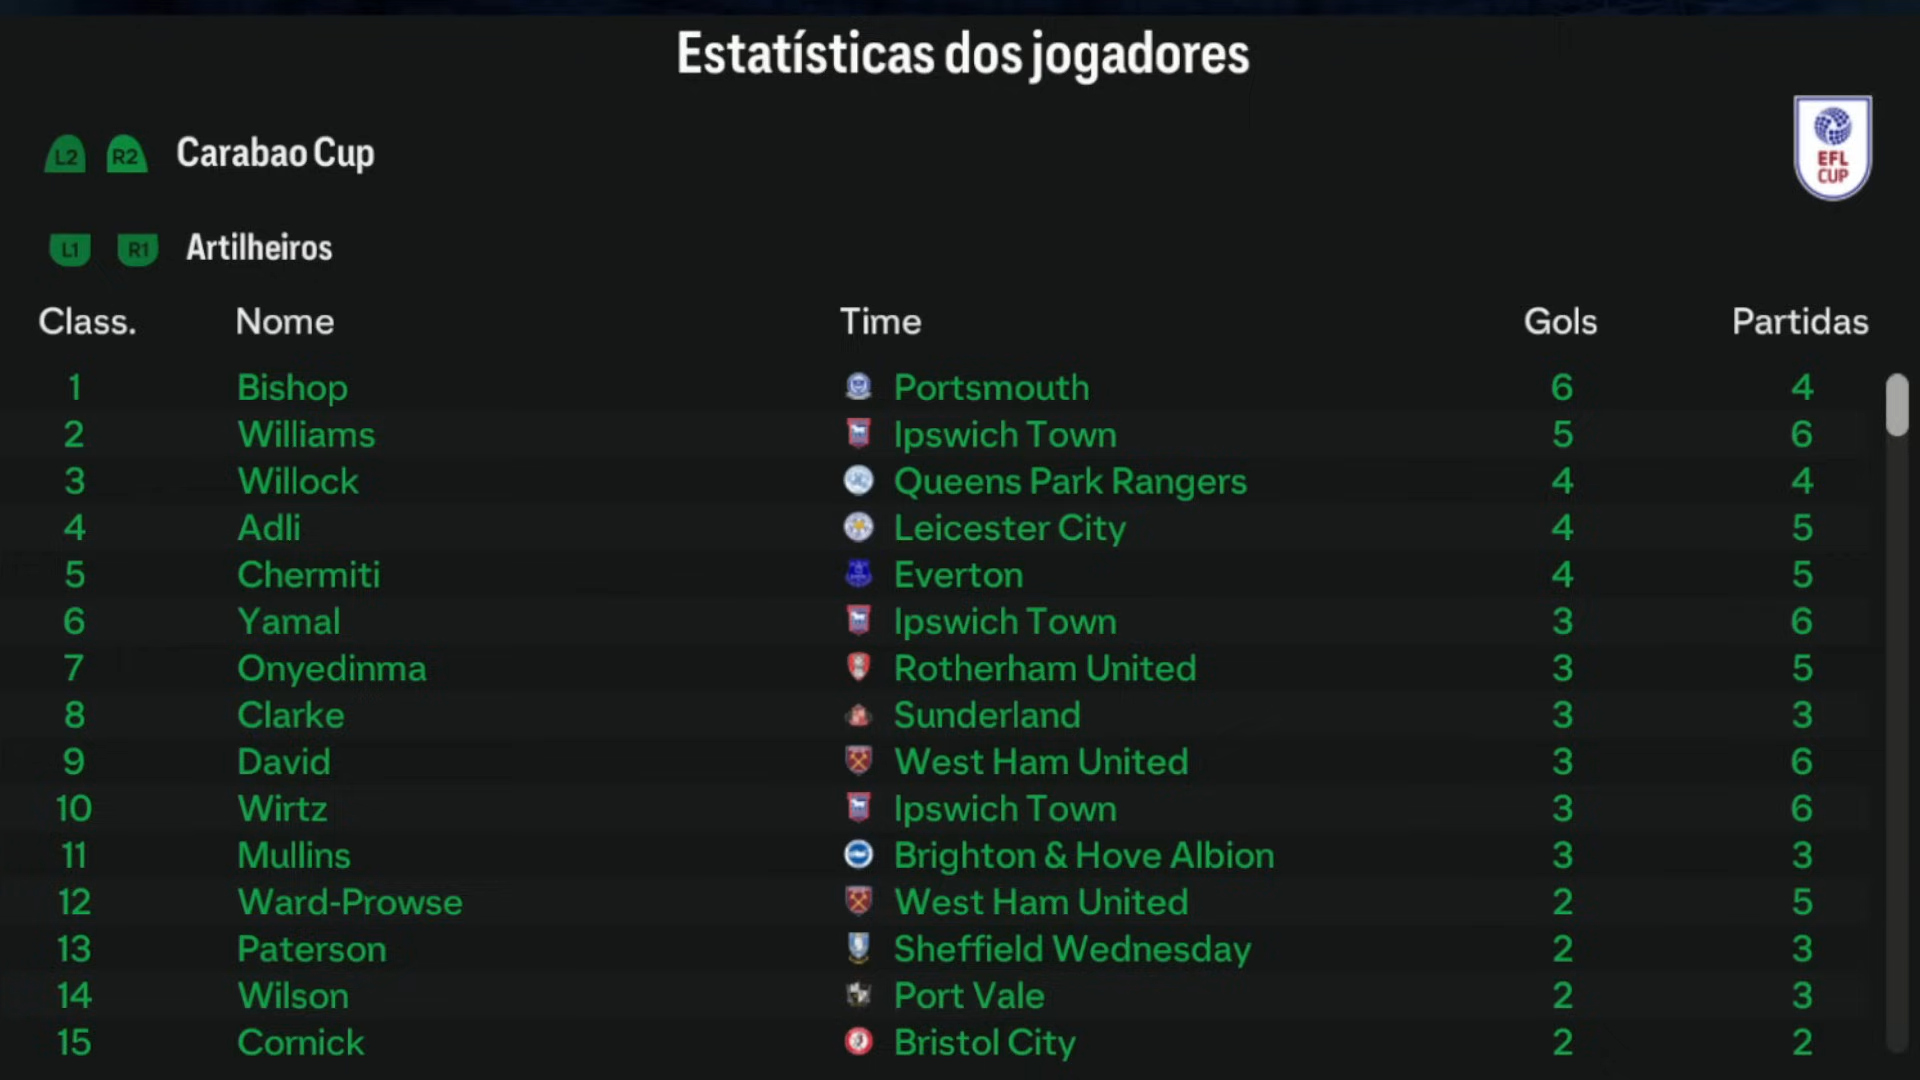 Estatísticas dos jogadores
L2 R2 Carabao Cup
EFL
CUP
L1 R1 Artilheiros
Class. Nome Time Gols Partidas
1 Bishop Portsmouth 6 4
2 Williams Ipswich Town 5 6
3 Willock Queens Park Rangers 4 4
4 Adli Leicester City 4 5
5 Chermiti Everton 4 5
6 Yamal Ipswich Town 3 6
7 Onyedinma Rotherham United 3 5
8 Clarke Sunderland 3 3
9 David West Ham United 3 6
10 Wirtz Ipswich Town 3 6
11 Mullins Brighton & Hove Albion 3 3
12 Ward-Prowse West Ham United 2 5
13 Paterson Sheffield Wednesday 2 3
14 Wilson Port Vale 2 3
15 Cornick Bristol City 2 2